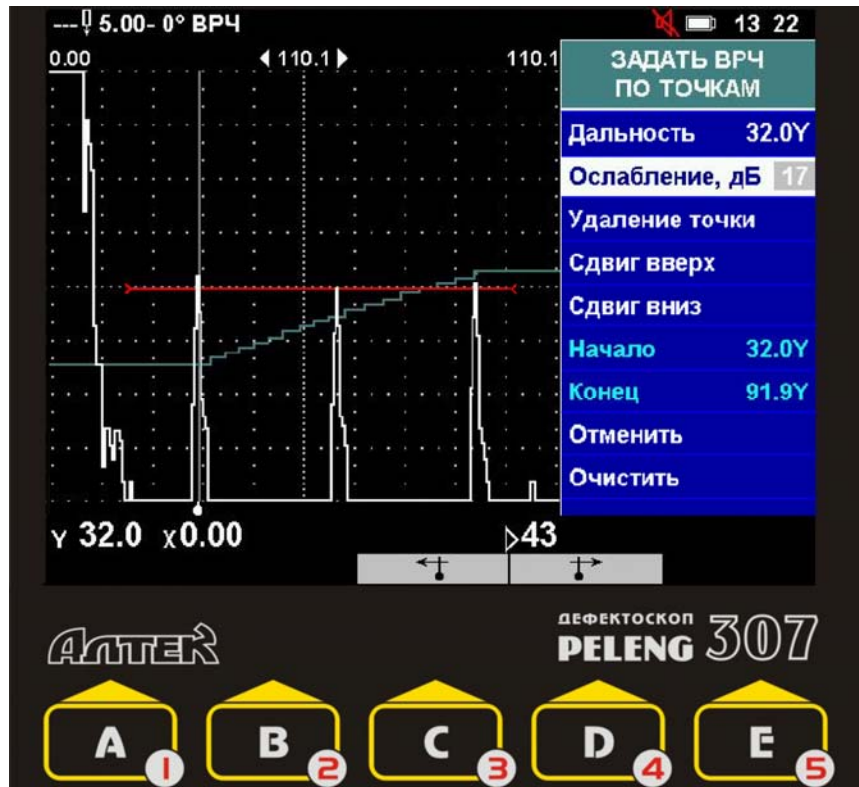 --- 5.00- 0° ВРЧ 13 22
0.00 110.1 110.1
ЗАДАТЬ ВРЧ
ПО ТОЧКАМ
Дальность 32.0Y
Ослабление, дБ 17
Удаление точки
Сдвиг вверх
Сдвиг вниз
Начало 32.0Y
Конец 91.9Y
Отменить
Очистить
Y 32.0 X0.00 43
АЛТЕК
ДЕФЕКТОСКОП
PELENG 307
A 1 B 2 C 3 D 4 E 5